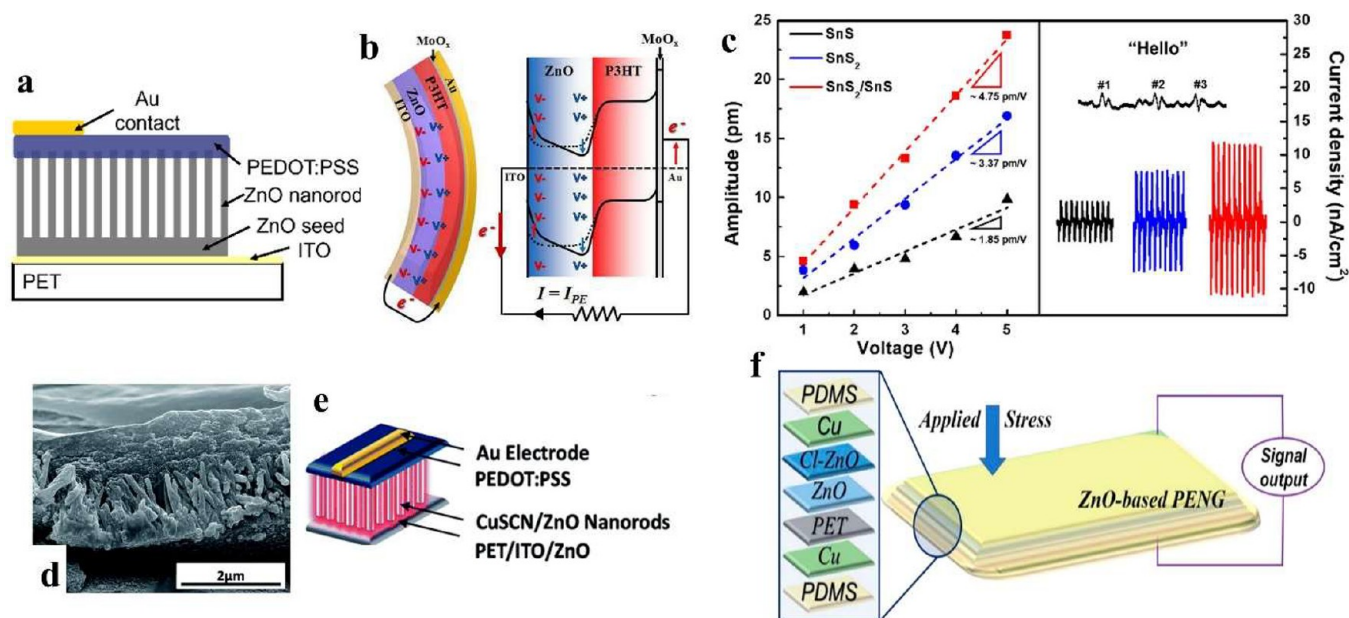 a
Au
contact
PEDOT:PSS
ZnO nanorod
ZnO seed
ITO
PET
b
MoOₓ
ITO
ZnO
P3HT
Au
V-
V+
V-
V+
V-
V+
V-
V+
V-
V+
V-
V+
e-
MoOₓ
ZnO
P3HT
V-
V+
V-
V+
e-
ITO
Au
V-
V+
V-
V+
V-
V+
e-
I = I_PE
c
SnS
SnS₂
SnS₂/SnS
~ 4.75 pm/V
~ 3.37 pm/V
~ 1.85 pm/V
Amplitude (pm)
25
20
15
10
5
0
1 2 3 4 5
Voltage (V)
"Hello"
#1 #2 #3
30
25
20
15
10
5
0
-5
-10
Current density (nA/cm²)
d
2µm
e
Au Electrode
PEDOT:PSS
CuSCN/ZnO Nanorods
PET/ITO/ZnO
f
PDMS
Cu
Cl-ZnO
ZnO
PET
Cu
PDMS
Applied Stress
ZnO-based PENG
Signal
output